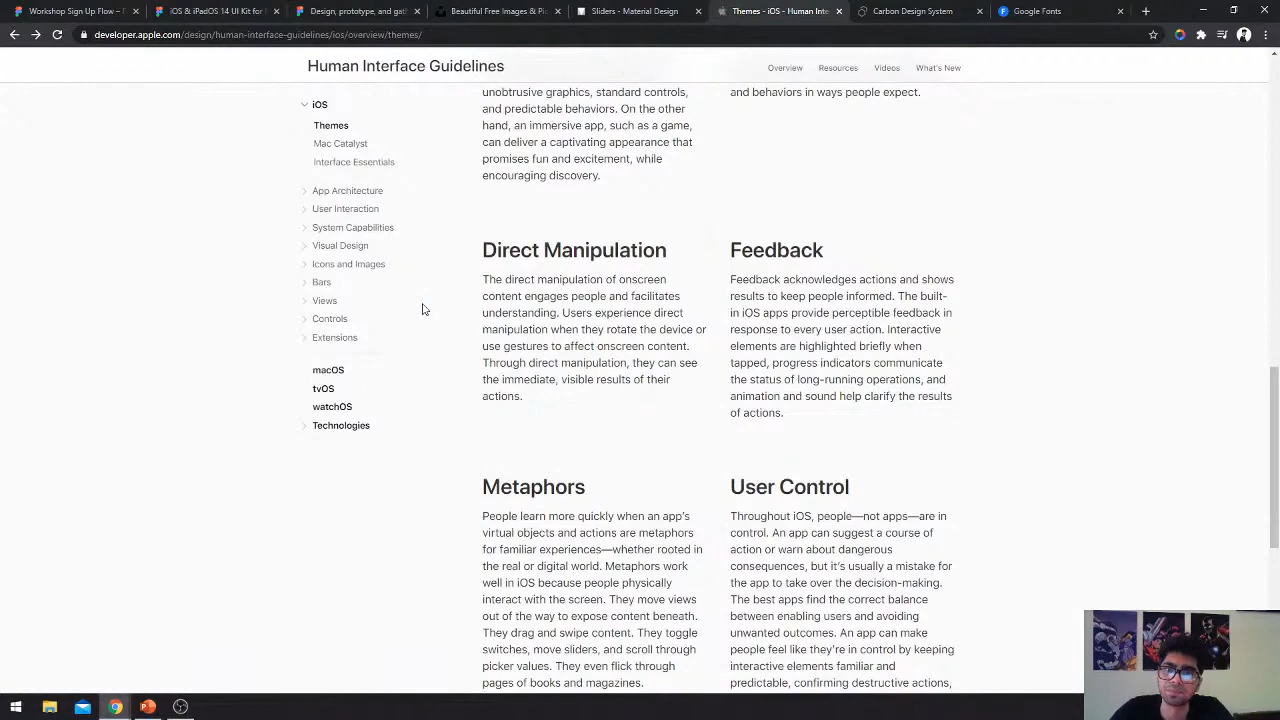 Workshop Sign Up Flow –
iOS & iPadOS 14 UI Kit for
Design, prototype, and gath
Beautiful Free Images & Pi
Sliders - Material Design
Themes - iOS - Human Inte
Carbon Design System
Google Fonts
developer.apple.com/design/human-interface-guidelines/ios/overview/themes/
Human Interface Guidelines
Overview
Resources
Videos
What's New
iOS
Themes
Mac Catalyst
Interface Essentials
App Architecture
User Interaction
System Capabilities
Visual Design
Icons and Images
Bars
Views
Controls
Extensions
macOS
tvOS
watchOS
Technologies
unobtrusive graphics, standard controls,
and predictable behaviors. On the other
hand, an immersive app, such as a game,
can deliver a captivating appearance that
promises fun and excitement, while
encouraging discovery.
and behaviors in ways people expect.
Direct Manipulation
The direct manipulation of onscreen
content engages people and facilitates
understanding. Users experience direct
manipulation when they rotate the device or
use gestures to affect onscreen content.
Through direct manipulation, they can see
the immediate, visible results of their
actions.
Feedback
Feedback acknowledges actions and shows
results to keep people informed. The built-
in iOS apps provide perceptible feedback in
response to every user action. Interactive
elements are highlighted briefly when
tapped, progress indicators communicate
the status of long-running operations, and
animation and sound help clarify the results
of actions.
Metaphors
People learn more quickly when an app's
virtual objects and actions are metaphors
for familiar experiences—whether rooted in
the real or digital world. Metaphors work
well in iOS because people physically
interact with the screen. They move views
out of the way to expose content beneath.
They drag and swipe content. They toggle
switches, move sliders, and scroll through
picker values. They even flick through
pages of books and magazines.
User Control
Throughout iOS, people—not apps—are in
control. An app can suggest a course of
action or warn about dangerous
consequences, but it's usually a mistake for
the app to take over the decision-making.
The best apps find the correct balance
between enabling users and avoiding
unwanted outcomes. An app can make
people feel like they're in control by keeping
interactive elements familiar and
predictable, confirming destructive actions,